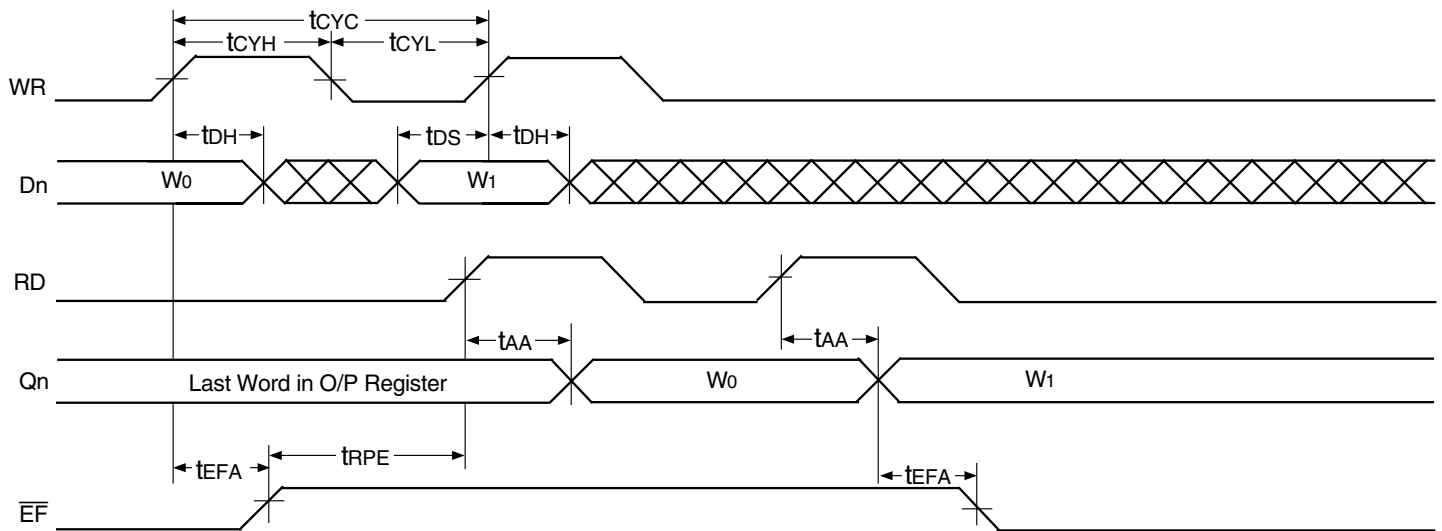 tCYC
tCYH tCYL
WR
tDH tDS tDH
Dn W0 W1
RD
tAA tAA
Qn Last Word in O/P Register W0 W1
tEFA tRPE tEFA
EF